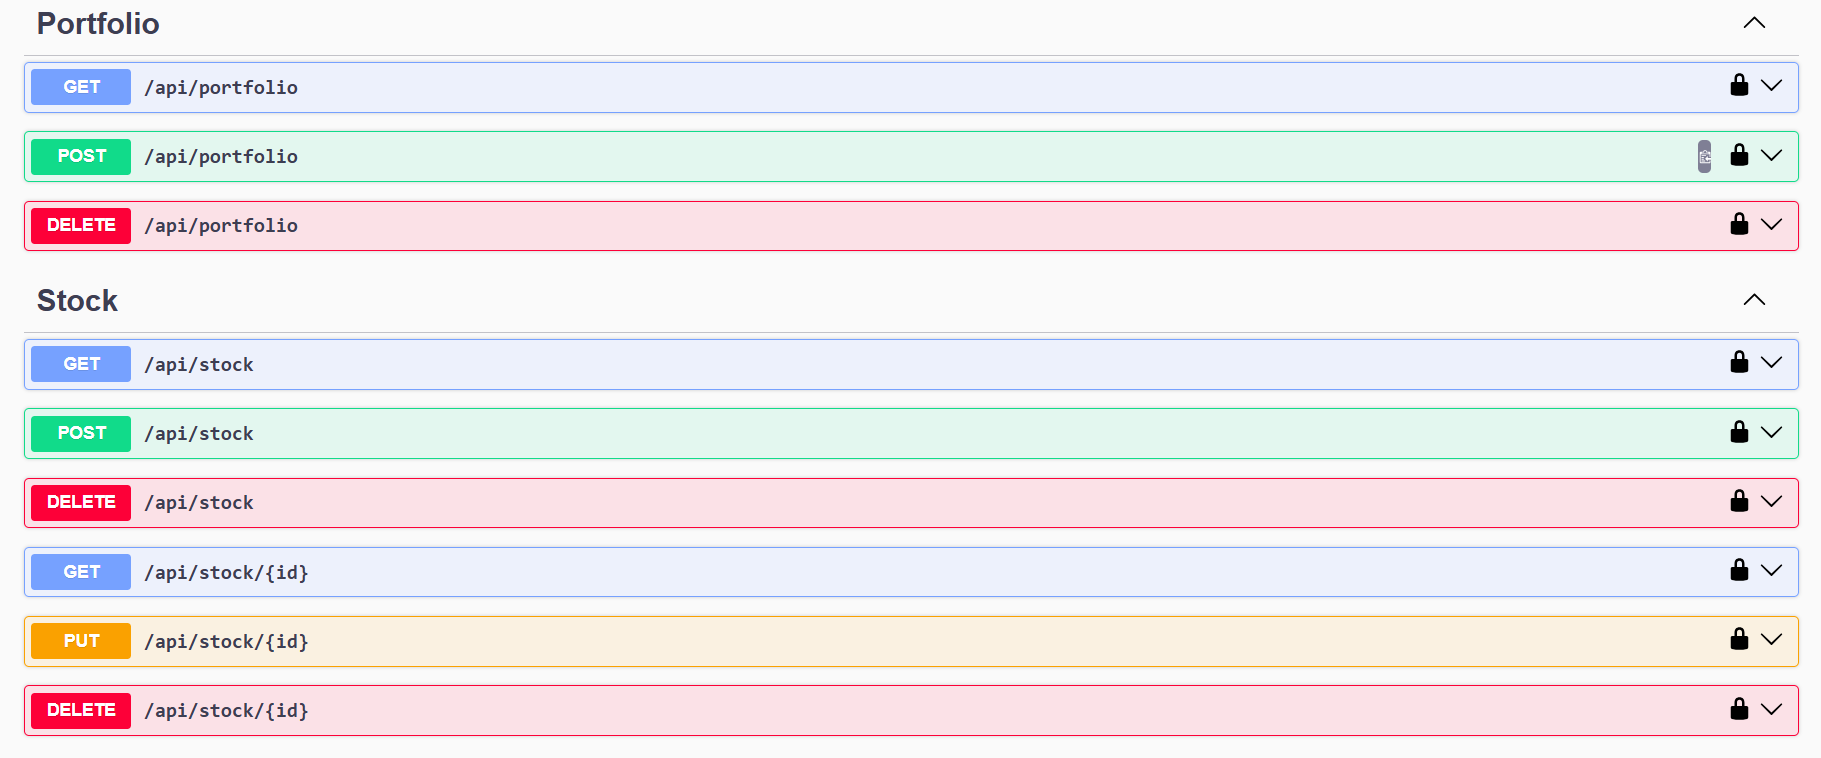 Portfolio
GET /api/portfolio
POST /api/portfolio
DELETE /api/portfolio
Stock
GET /api/stock
POST /api/stock
DELETE /api/stock
GET /api/stock/{id}
PUT /api/stock/{id}
DELETE /api/stock/{id}